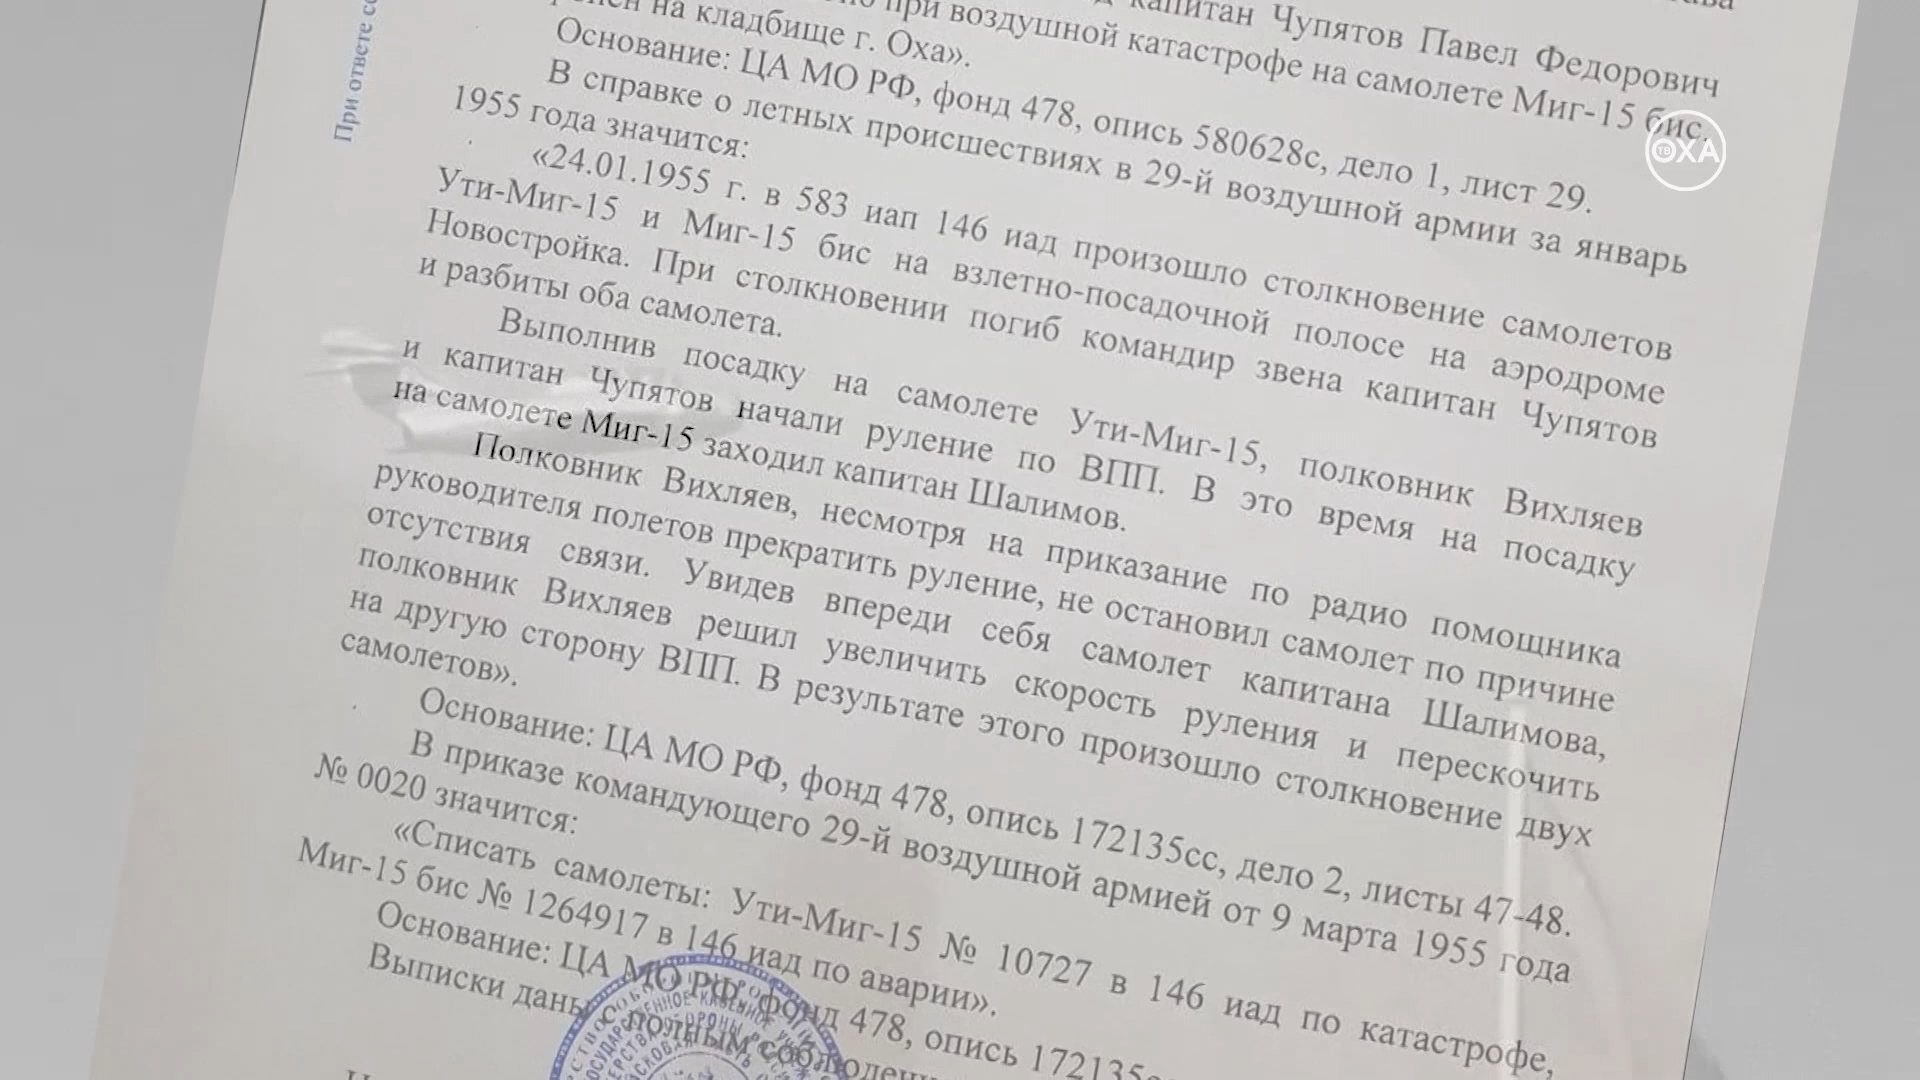 капитан Чупятов Павел Федорович
при воздушной катастрофе на самолете Миг-15 бис,
на кладбище г. Оха».
Основание: ЦА МО РФ, фонд 478, опись 580628с, дело 1, лист 29.
В справке о летных происшествиях в 29-й воздушной армии за январь
1955 года значится:
«24.01.1955 г. в 583 иап 146 иад произошло столкновение самолетов
Ути-Миг-15 и Миг-15 бис на взлетно-посадочной полосе на аэродроме
Новостройка. При столкновении погиб командир звена капитан Чупятов
и разбиты оба самолета.
Выполнив посадку на самолете Ути-Миг-15, полковник Вихляев
и капитан Чупятов начали руление по ВПП. В это время на посадку
на самолете Миг-15 заходил капитан Шалимов.
Полковник Вихляев, несмотря на приказание по радио помощника
руководителя полетов прекратить руление, не остановил самолет по причине
отсутствия связи. Увидев впереди себя самолет капитана Шалимова,
полковник Вихляев решил увеличить скорость руления и перескочить
на другую сторону ВПП. В результате этого произошло столкновение двух
самолетов».
Основание: ЦА МО РФ, фонд 478, опись 172135сс, дело 2, листы 47-48.
В приказе командующего 29-й воздушной армией от 9 марта 1955 года
№ 0020 значится:
«Списать самолеты: Ути-Миг-15 № 10727 в 146 иад по катастрофе,
Миг-15 бис № 1264917 в 146 иад по аварии».
Основание: ЦА МО РФ, фонд 478, опись 172135сс
Выписки даны с полным
При ответе
ТВ ОХА